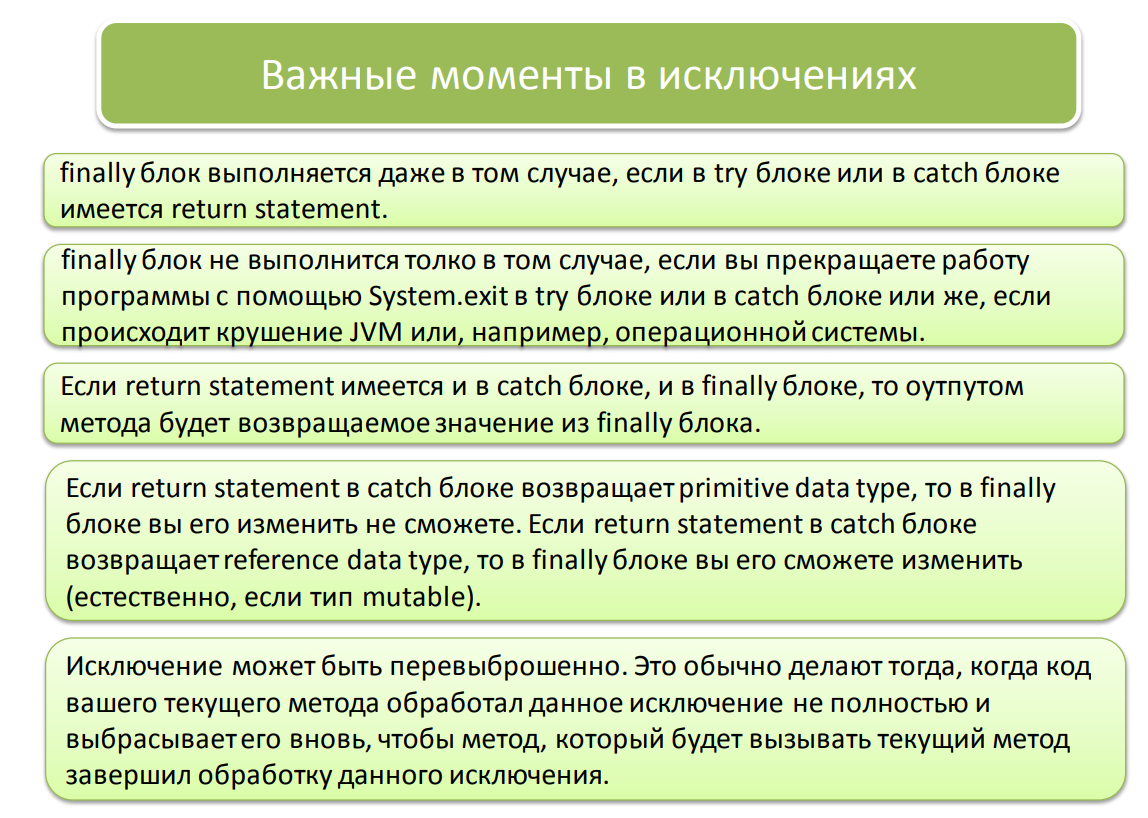 Важные моменты в исключениях
finally блок выполняется даже в том случае, если в try блоке или в catch блоке
имеется return statement.
finally блок не выполнится толко в том случае, если вы прекращаете работу
программы с помощью System.exit в try блоке или в catch блоке или же, если
происходит крушение JVM или, например, операционной системы.
Если return statement имеется и в catch блоке, и в finally блоке, то оутпутом
метода будет возвращаемое значение из finally блока.
Если return statement в catch блоке возвращает primitive data type, то в finally
блоке вы его изменить не сможете. Если return statement в catch блоке
возвращает reference data type, то в finally блоке вы его сможете изменить
(естественно, если тип mutable).
Исключение может быть перевыброшенно. Это обычно делают тогда, когда код
вашего текущего метода обработал данное исключение не полностью и
выбрасывает его вновь, чтобы метод, который будет вызывать текущий метод
завершил обработку данного исключения.